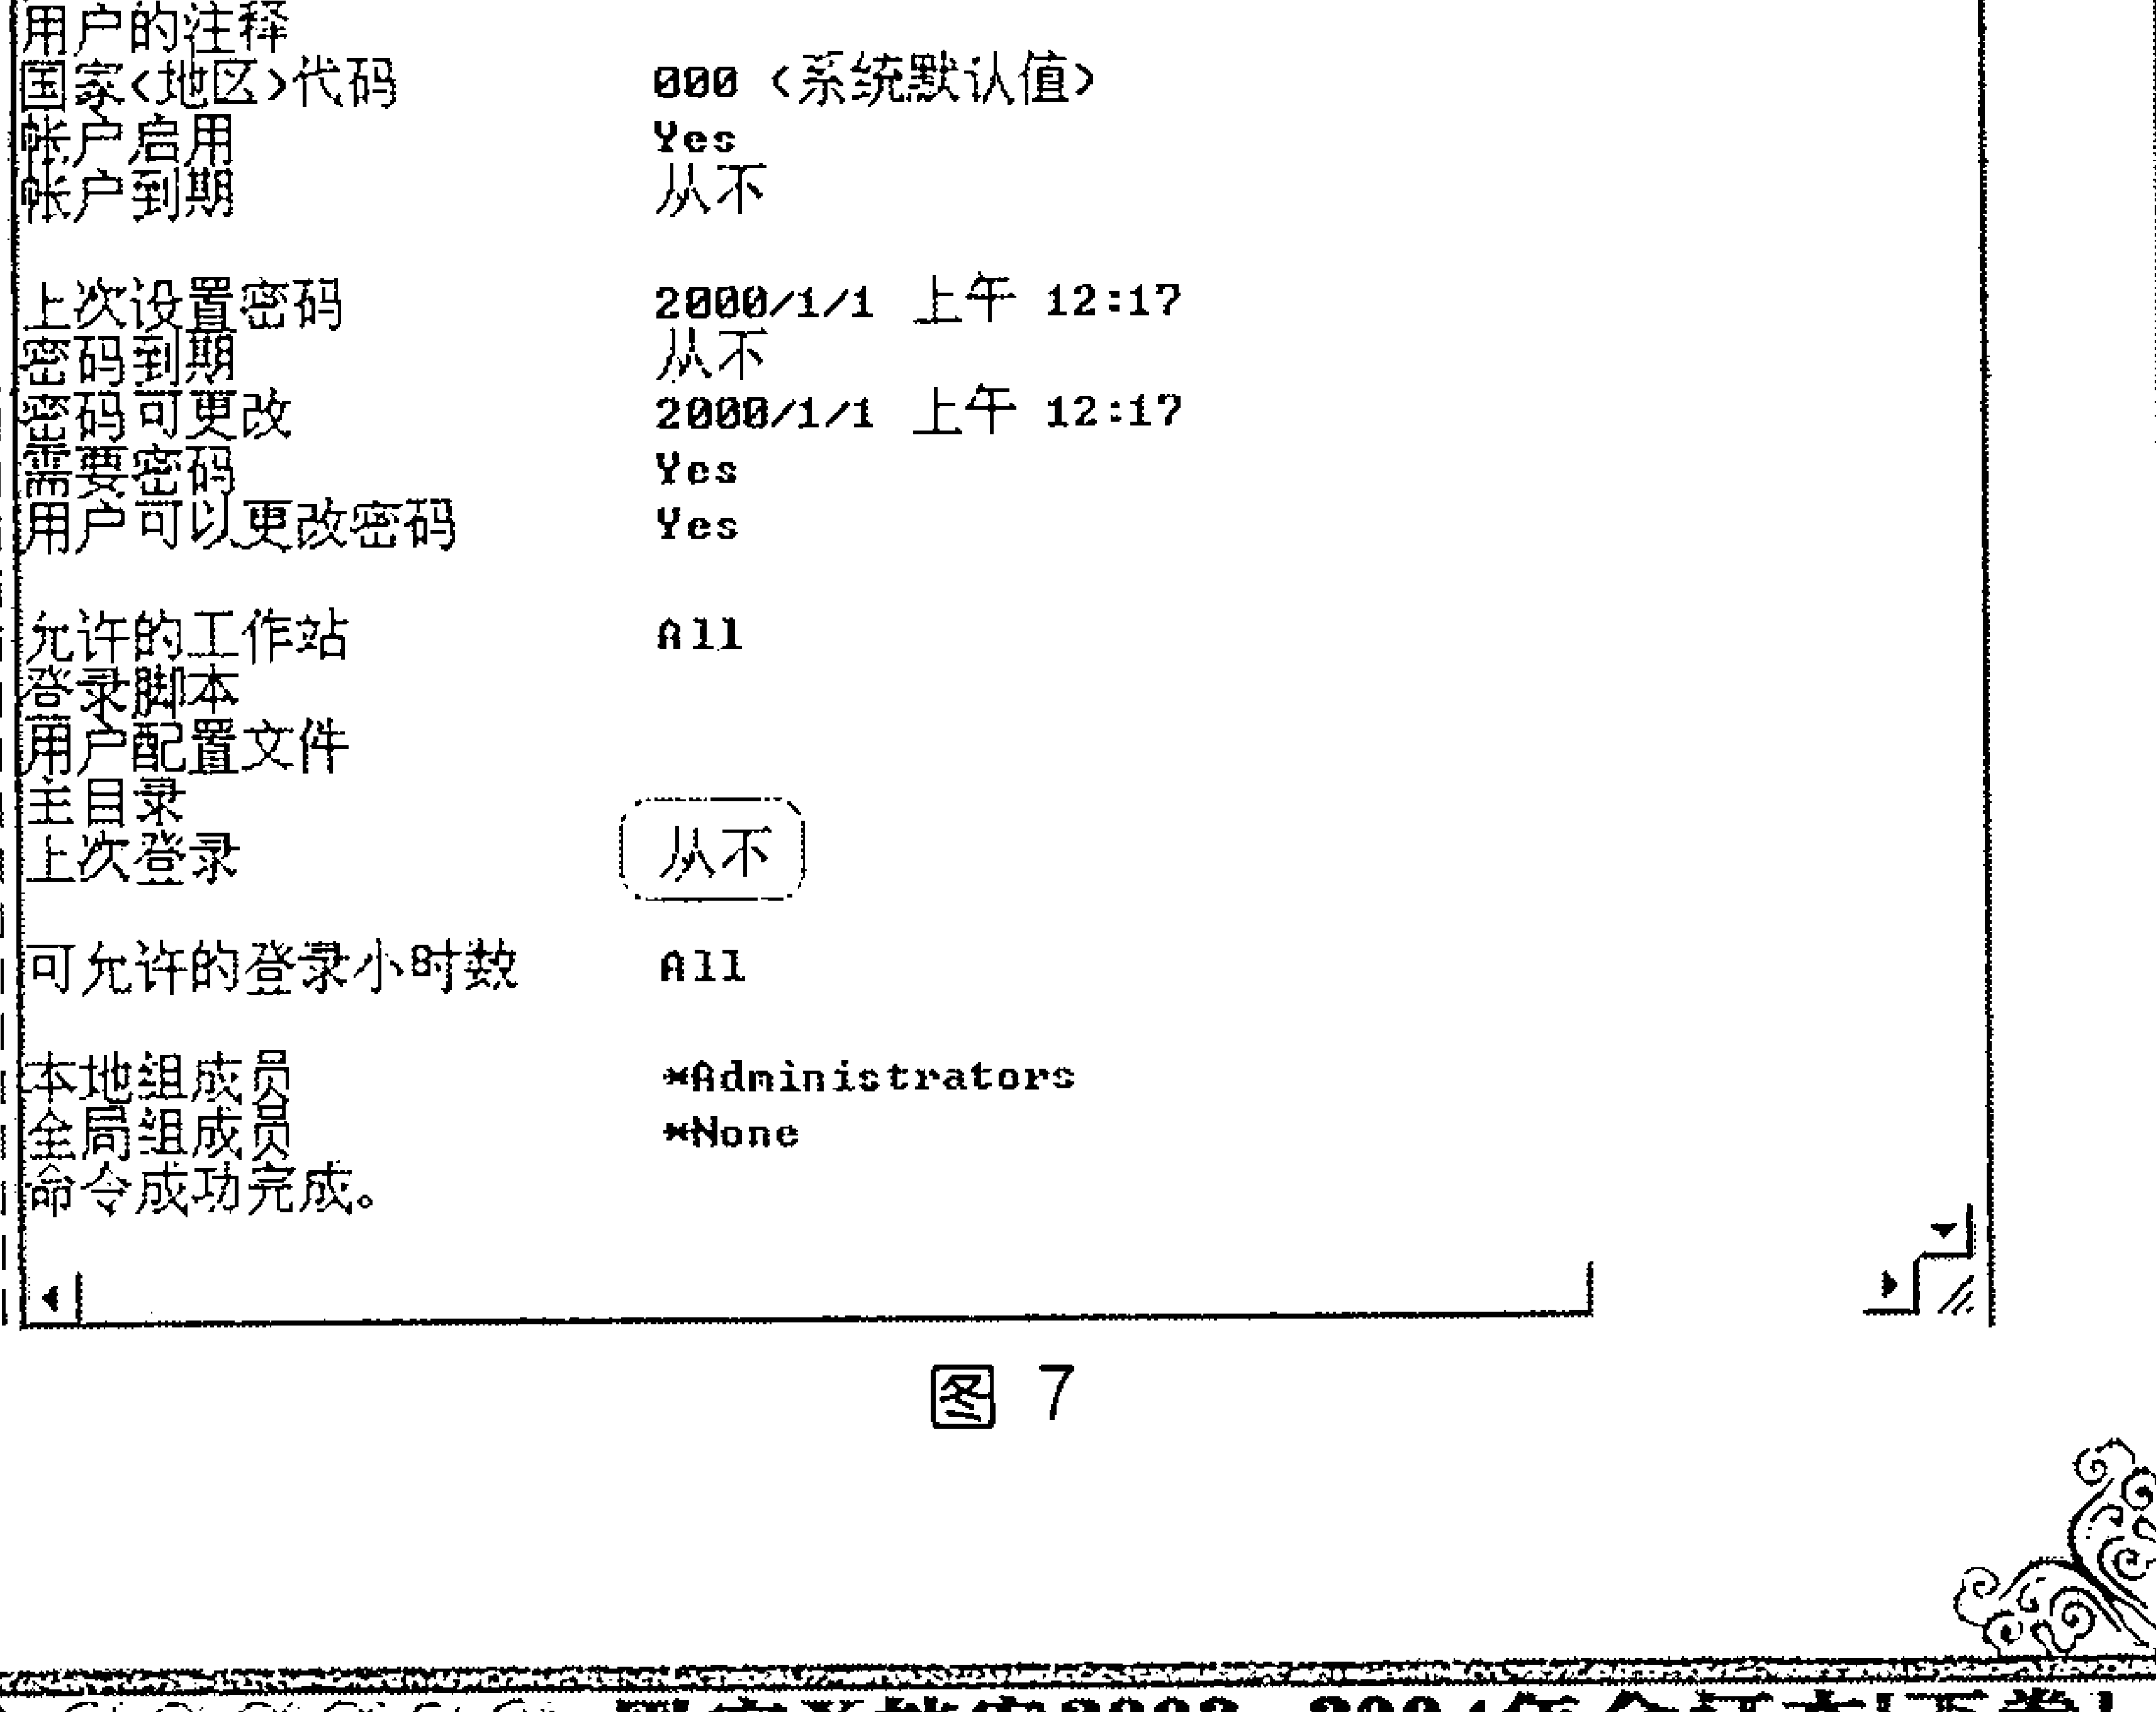 用户的注释
国家<地区>代码 000 <系统默认值>
帐户启用 Yes
帐户到期 从不
上次设置密码 2000/1/1 上午 12:17
密码到期 从不
密码可更改 2000/1/1 上午 12:17
需要密码 Yes
用户可以更改密码 Yes
允许的工作站 All
登录脚本
用户配置文件
主目录
上次登录 从不
可允许的登录小时数 All
本地组成员 *Administrators
全局组成员 *None
命令成功完成。
图 7